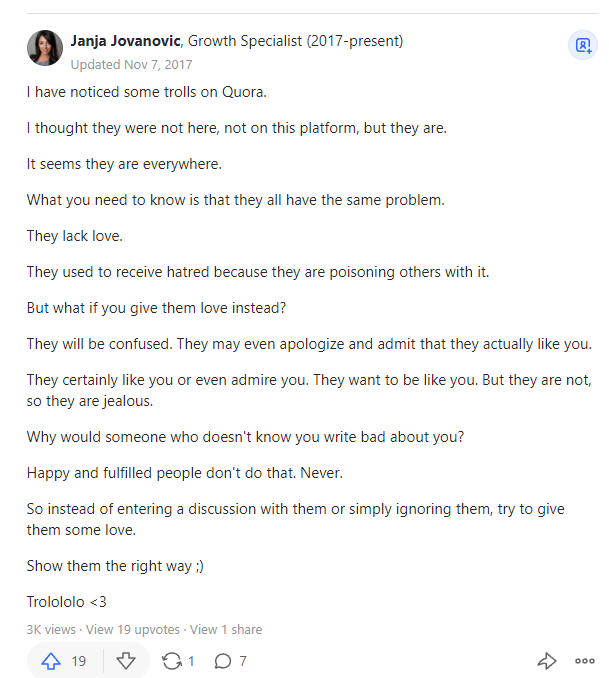 Janja Jovanovic, Growth Specialist (2017-present)
Updated Nov 7, 2017
I have noticed some trolls on Quora.
I thought they were not here, not on this platform, but they are.
It seems they are everywhere.
What you need to know is that they all have the same problem.
They lack love.
They used to receive hatred because they are poisoning others with it.
But what if you give them love instead?
They will be confused. They may even apologize and admit that they actually like you.
They certainly like you or even admire you. They want to be like you. But they are not,
so they are jealous.
Why would someone who doesn't know you write bad about you?
Happy and fulfilled people don't do that. Never.
So instead of entering a discussion with them or simply ignoring them, try to give
them some love.
Show them the right way ;)
Trolololo <3
3K views · View 19 upvotes · View 1 share
19 1 7